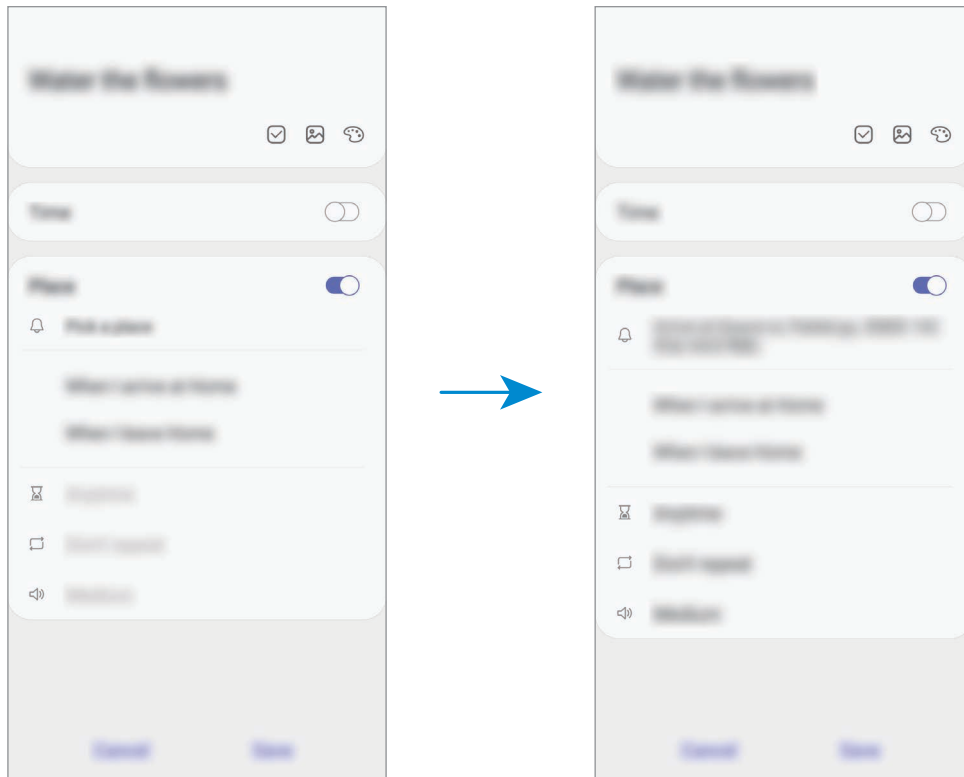 Water the flowers
Time
Place
Pick a place
When I arrive at Home
When I leave Home
Anytime
Don't repeat
Medium
Cancel
Save
Water the flowers
Time
Place
When I arrive at Home
When I leave Home
Anytime
Don't repeat
Medium
Cancel
Save